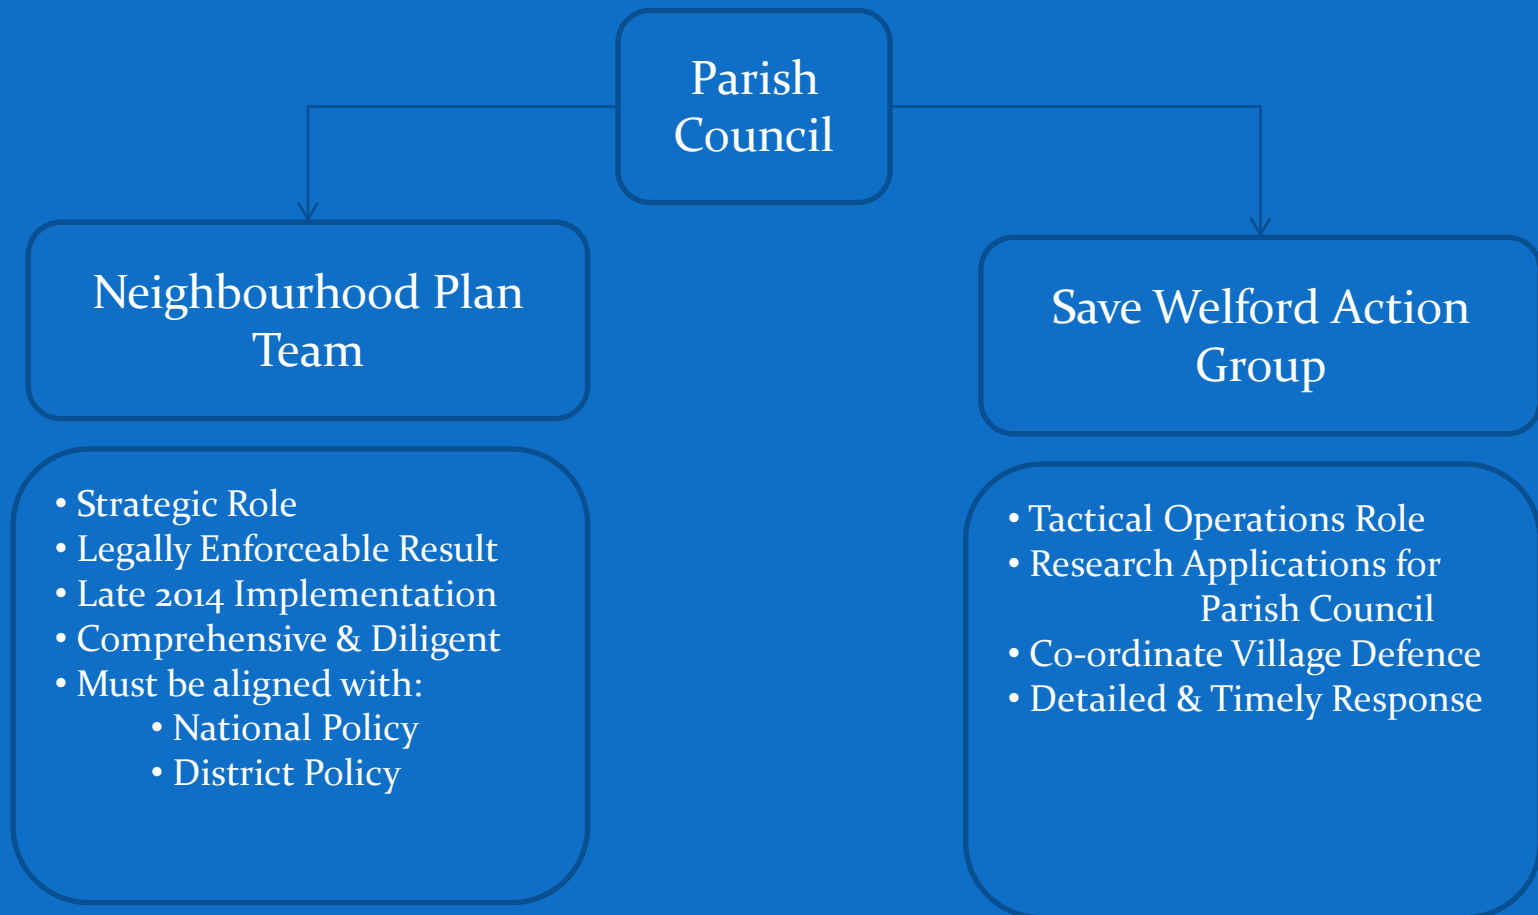 Parish
Council
Neighbourhood Plan
Team
Save Welford Action
Group
• Strategic Role
• Legally Enforceable Result
• Late 2014 Implementation
• Comprehensive & Diligent
• Must be aligned with:
• National Policy
• District Policy
• Tactical Operations Role
• Research Applications for
Parish Council
• Co-ordinate Village Defence
• Detailed & Timely Response